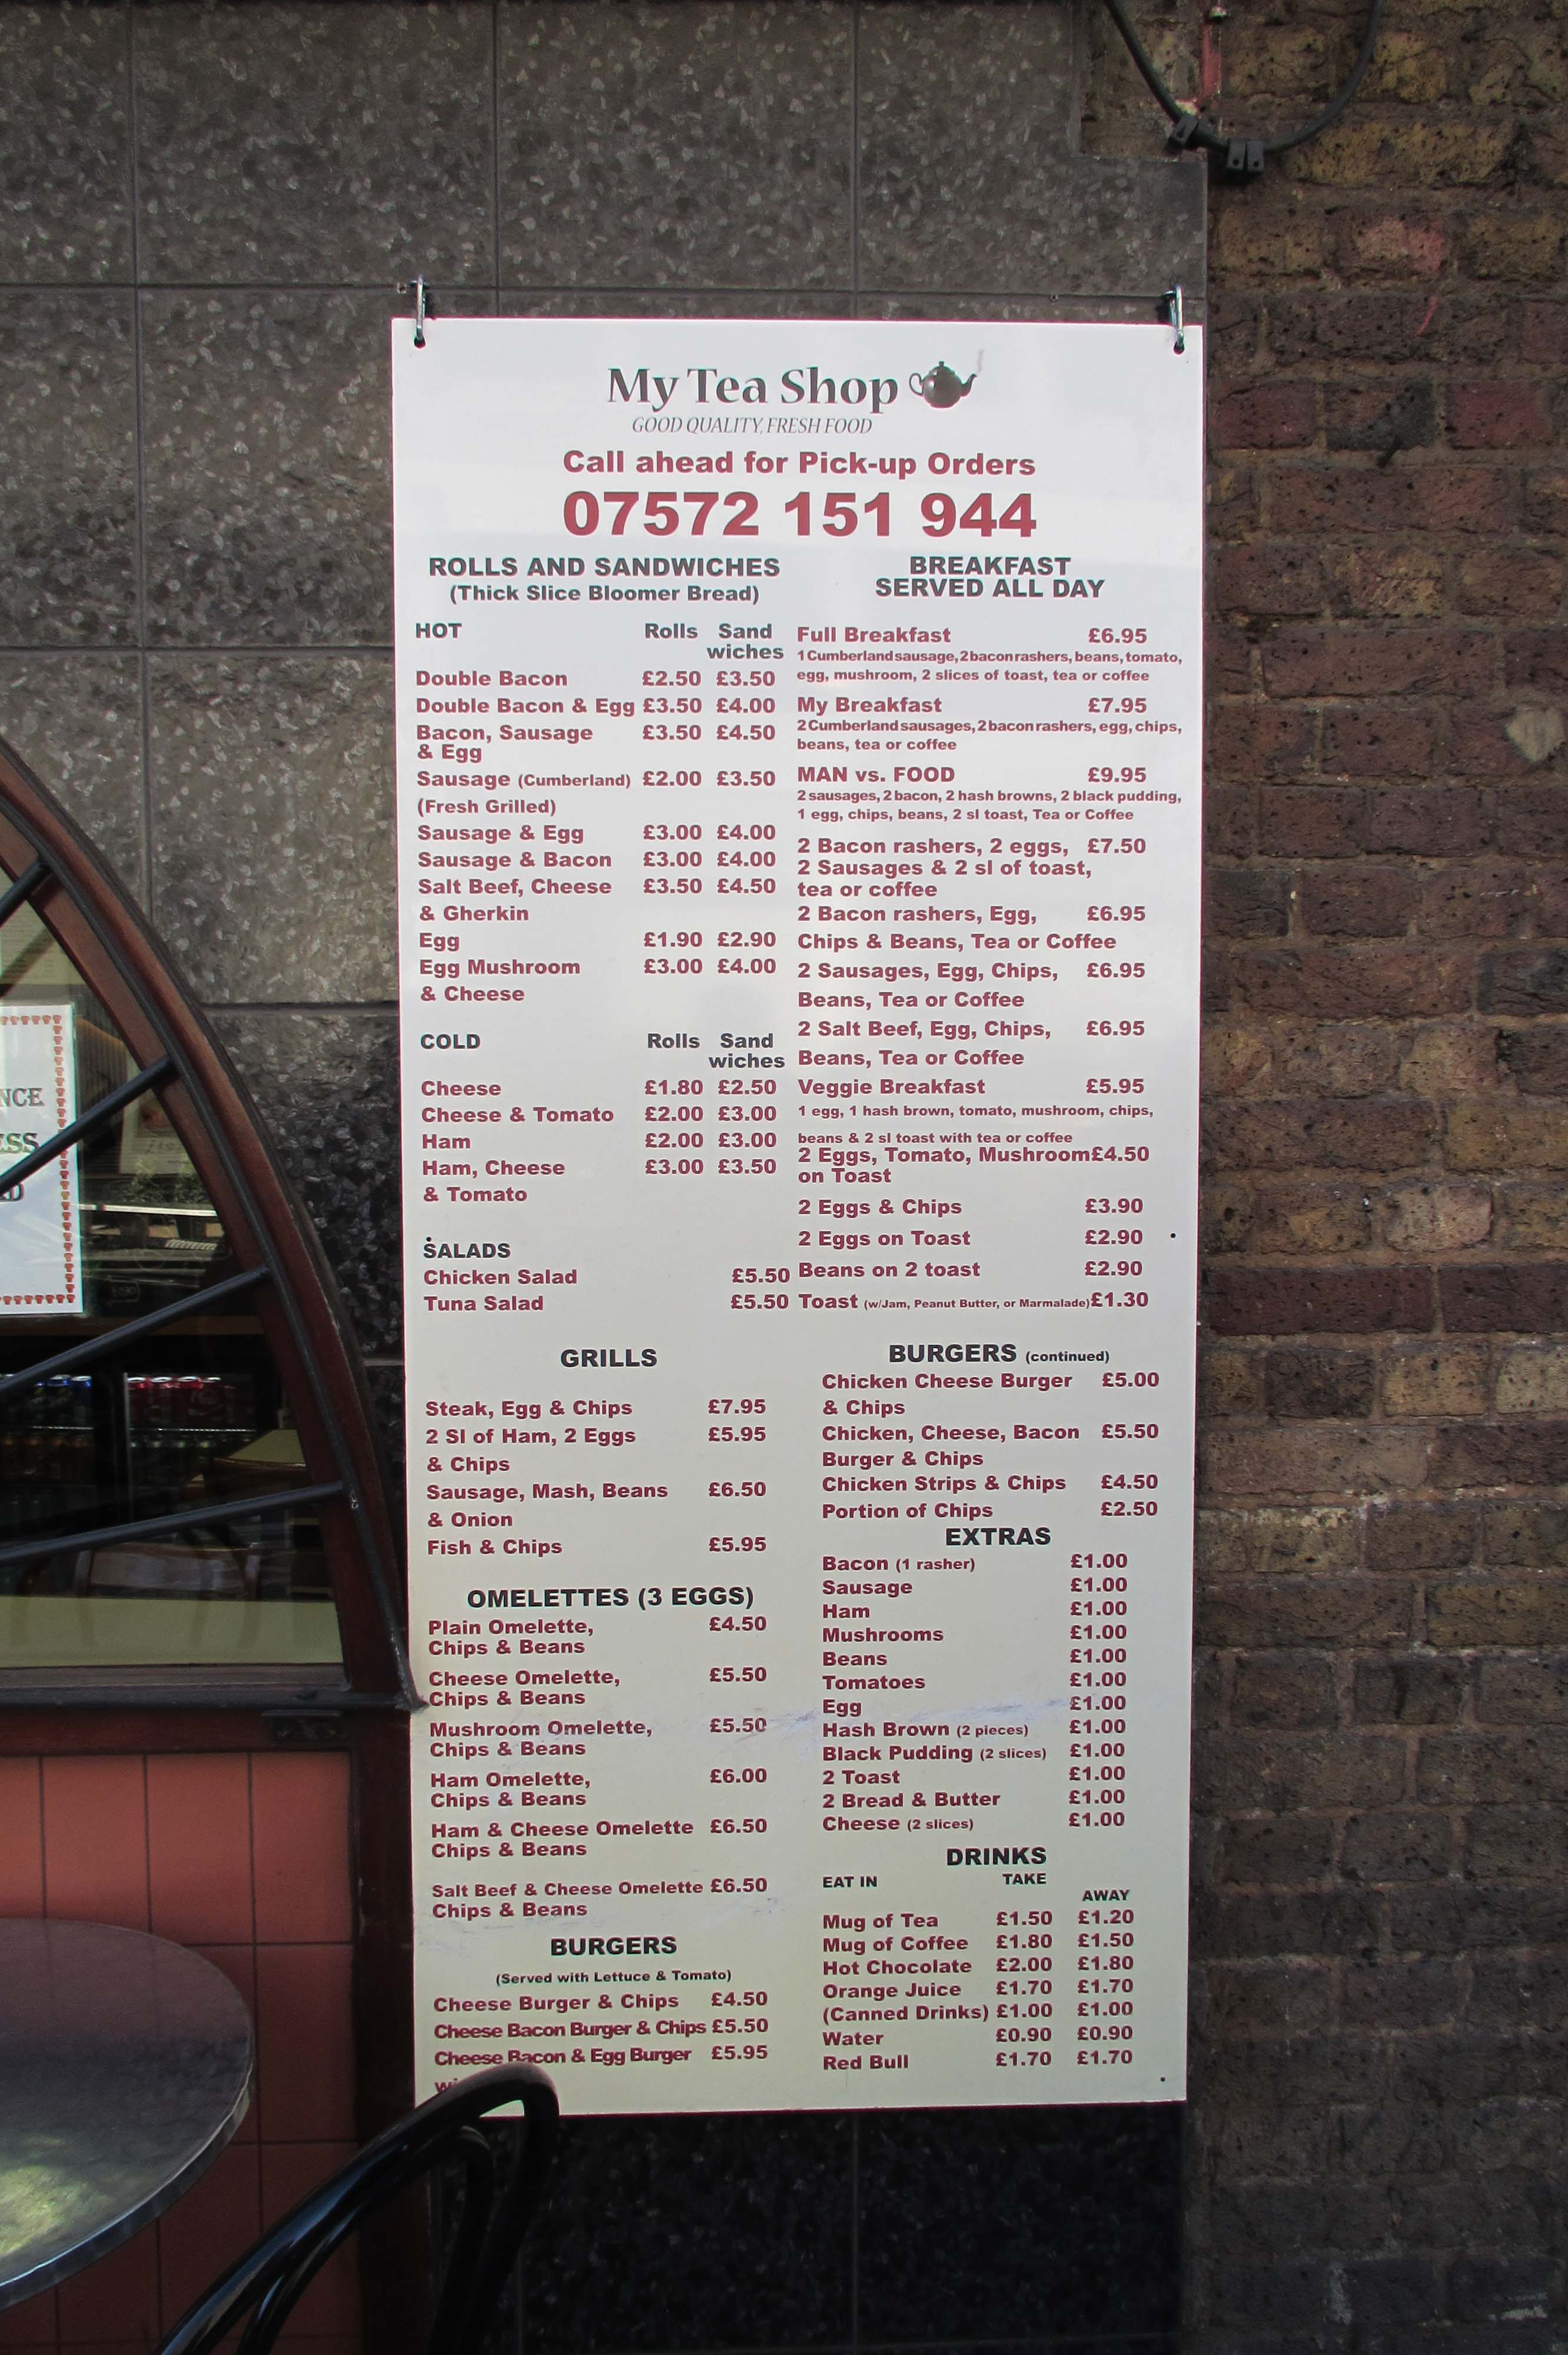 My Tea Shop
GOOD QUALITY, FRESH FOOD
Call ahead for Pick-up Orders
07572 151 944
ROLLS AND SANDWICHES
(Thick Slice Bloomer Bread)
HOT Rolls Sand
wiches
Double Bacon £2.50 £3.50
Double Bacon & Egg £3.50 £4.00
Bacon, Sausage £3.50 £4.50
& Egg
Sausage (Cumberland) £2.00 £3.50
(Fresh Grilled)
Sausage & Egg £3.00 £4.00
Sausage & Bacon £3.00 £4.00
Salt Beef, Cheese £3.50 £4.50
& Gherkin
Egg £1.90 £2.90
Egg Mushroom £3.00 £4.00
& Cheese
COLD Rolls Sand
wiches
Cheese £1.80 £2.50
Cheese & Tomato £2.00 £3.00
Ham £2.00 £3.00
Ham, Cheese £3.00 £3.50
& Tomato
SALADS
Chicken Salad £5.50
Tuna Salad £5.50
BREAKFAST
SERVED ALL DAY
Full Breakfast £6.95
1 Cumberland sausage, 2 bacon rashers, beans, tomato,
egg, mushroom, 2 slices of toast, tea or coffee
My Breakfast £7.95
2 Cumberland sausages, 2 bacon rashers, egg, chips,
beans, tea or coffee
MAN vs. FOOD £9.95
2 sausages, 2 bacon, 2 hash browns, 2 black pudding,
1 egg, chips, beans, 2 sl toast, Tea or Coffee
2 Bacon rashers, 2 eggs, £7.50
2 Sausages & 2 sl of toast,
tea or coffee
2 Bacon rashers, Egg, £6.95
Chips & Beans, Tea or Coffee
2 Sausages, Egg, Chips, £6.95
Beans, Tea or Coffee
2 Salt Beef, Egg, Chips, £6.95
Beans, Tea or Coffee
Veggie Breakfast £5.95
1 egg, 1 hash brown, tomato, mushroom, chips,
beans & 2 sl toast with tea or coffee
2 Eggs, Tomato, Mushroom £4.50
on Toast
2 Eggs & Chips £3.90
2 Eggs on Toast £2.90
Beans on 2 toast £2.90
Toast (w/Jam, Peanut Butter, or Marmalade) £1.30
GRILLS
Steak, Egg & Chips £7.95
2 Sl of Ham, 2 Eggs £5.95
& Chips
Sausage, Mash, Beans £6.50
& Onion
Fish & Chips £5.95
OMELETTES (3 EGGS)
Plain Omelette, £4.50
Chips & Beans
Cheese Omelette, £5.50
Chips & Beans
Mushroom Omelette, £5.50
Chips & Beans
Ham Omelette, £6.00
Chips & Beans
Ham & Cheese Omelette £6.50
Chips & Beans
Salt Beef & Cheese Omelette £6.50
Chips & Beans
BURGERS
(Served with Lettuce & Tomato)
Cheese Burger & Chips £4.50
Cheese Bacon Burger & Chips £5.50
Cheese Bacon & Egg Burger £5.95
BURGERS (continued)
Chicken Cheese Burger £5.00
& Chips
Chicken, Cheese, Bacon £5.50
Burger & Chips
Chicken Strips & Chips £4.50
Portion of Chips £2.50
EXTRAS
Bacon (1 rasher) £1.00
Sausage £1.00
Ham £1.00
Mushrooms £1.00
Beans £1.00
Tomatoes £1.00
Egg £1.00
Hash Brown (2 pieces) £1.00
Black Pudding (2 slices) £1.00
2 Toast £1.00
2 Bread & Butter £1.00
Cheese (2 slices) £1.00
DRINKS
EAT IN TAKE
AWAY
Mug of Tea £1.50 £1.20
Mug of Coffee £1.80 £1.50
Hot Chocolate £2.00 £1.80
Orange Juice £1.70 £1.70
(Canned Drinks) £1.00 £1.00
Water £0.90 £0.90
Red Bull £1.70 £1.70